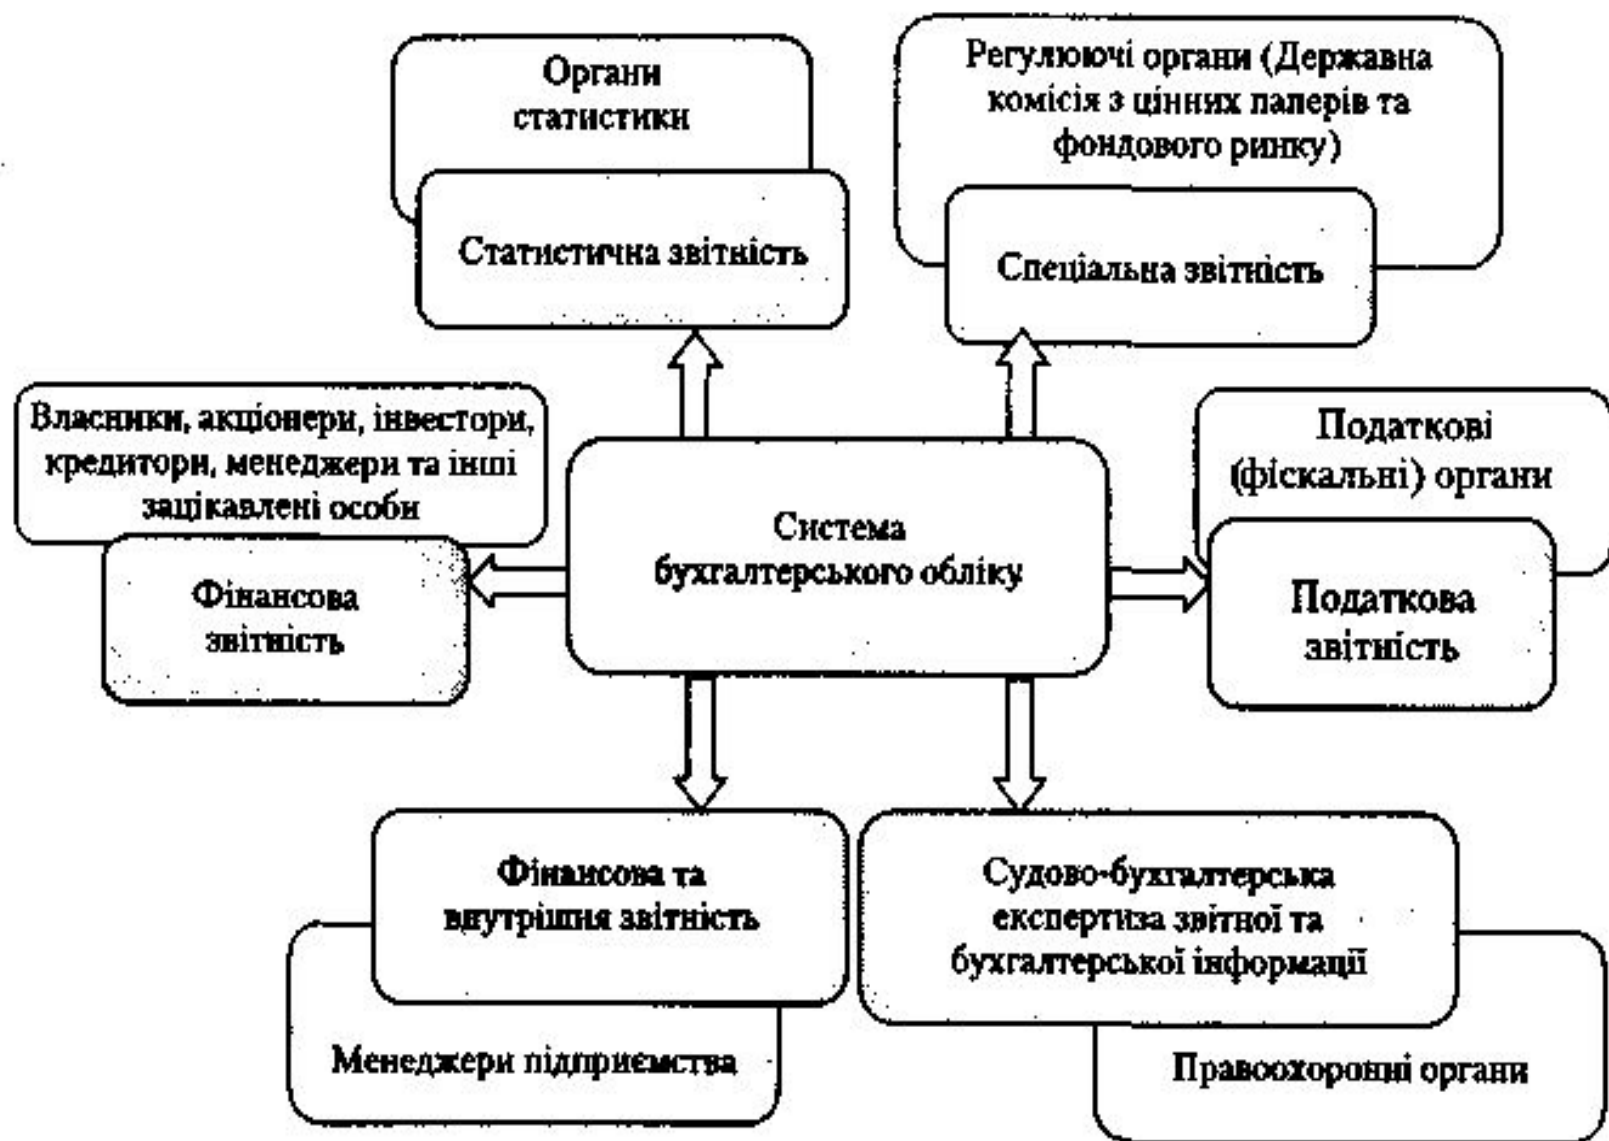 Органи
статистики
Статистична звітність
Регулюючі органи (Державна
комісія з цінних паперів та
фондового ринку)
Спеціальна звітність
Власники, акціонери, інвестори,
кредитори, менеджери та інші
зацікавлені особи
Фінансова
звітність
Система
бухгалтерського обліку
Податкові
(фіскальні) органи
Податкова
звітність
Фінансова та
внутрішня звітність
Менеджери підприємства
Судово-бухгалтерська
експертиза звітної та
бухгалтерської інформації
Правоохоронні органи